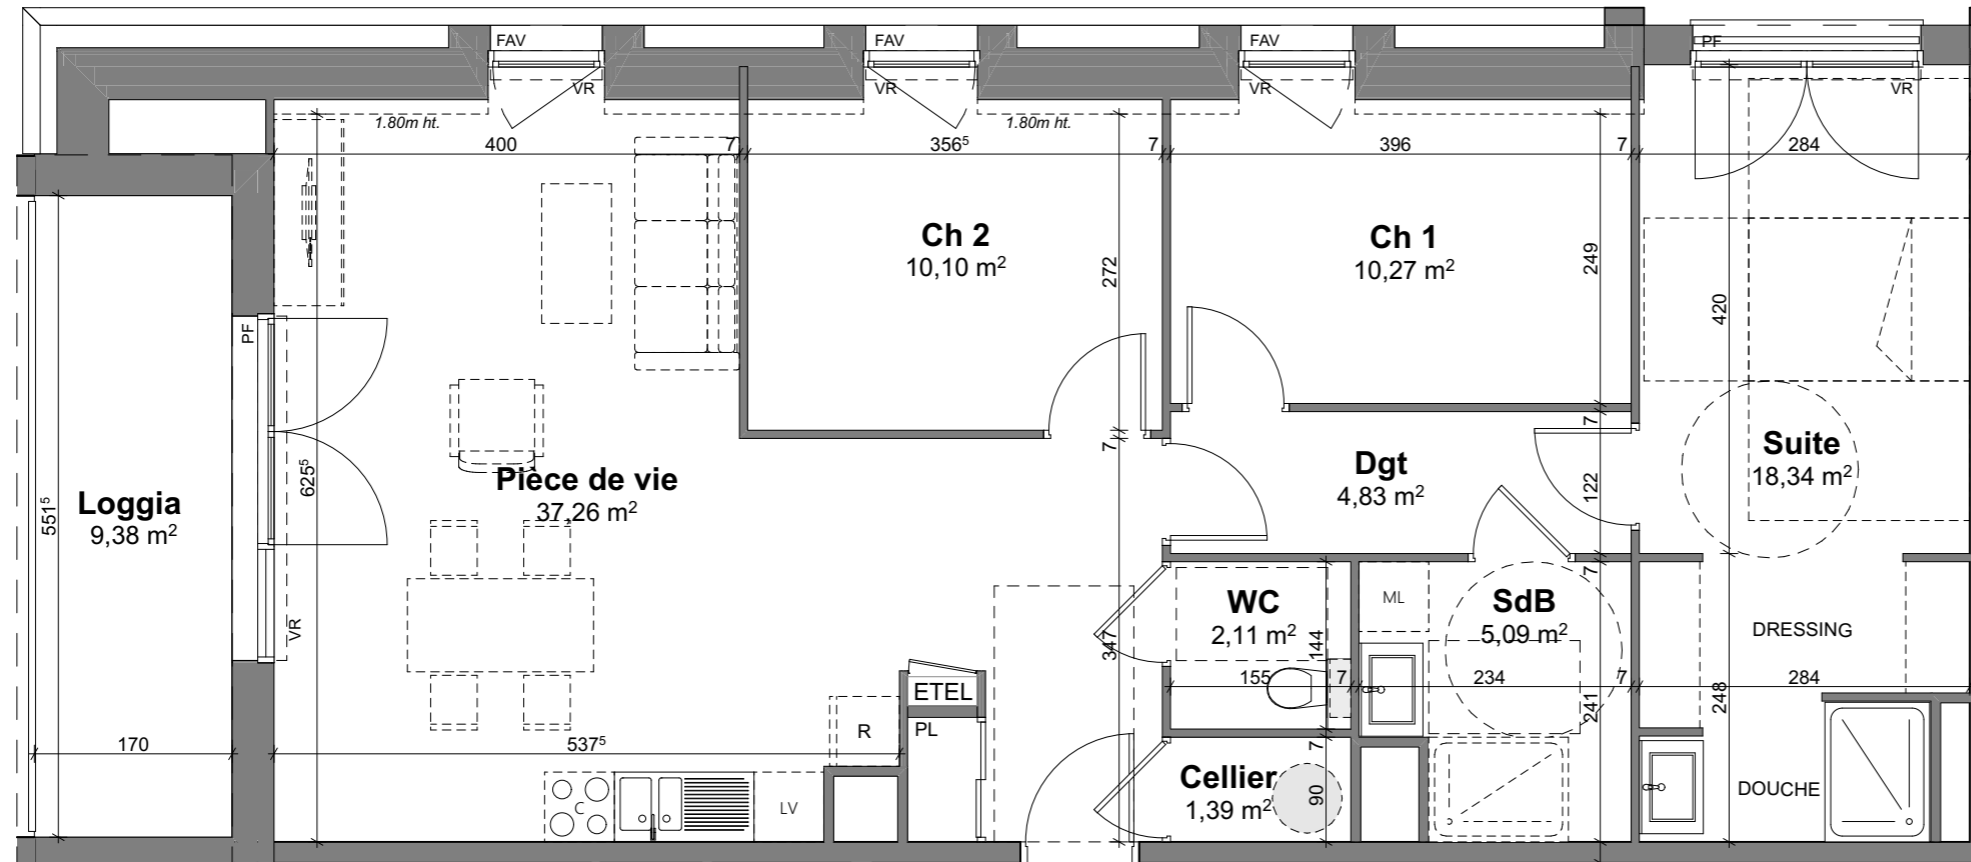 FAV
FAV
FAV
PF
VR
VR
VR
VR
1.80m ht.
1.80m ht.
400
7
356⁵
7
396
7
284
Ch 2
10,10 m²
Ch 1
10,27 m²
272
249
420
PF
625⁵
551⁵
Loggia
9,38 m²
Pièce de vie
37,26 m²
7
7
Dgt
4,83 m²
122
Suite
18,34 m²
VR
WC
2,11 m²
144
347
ML
SdB
5,09 m²
7
DRESSING
155
7
234
7
284
241
248
ETEL
PL
R
170
537⁵
7
Cellier
1,39 m²
90
C
LV
DOUCHE